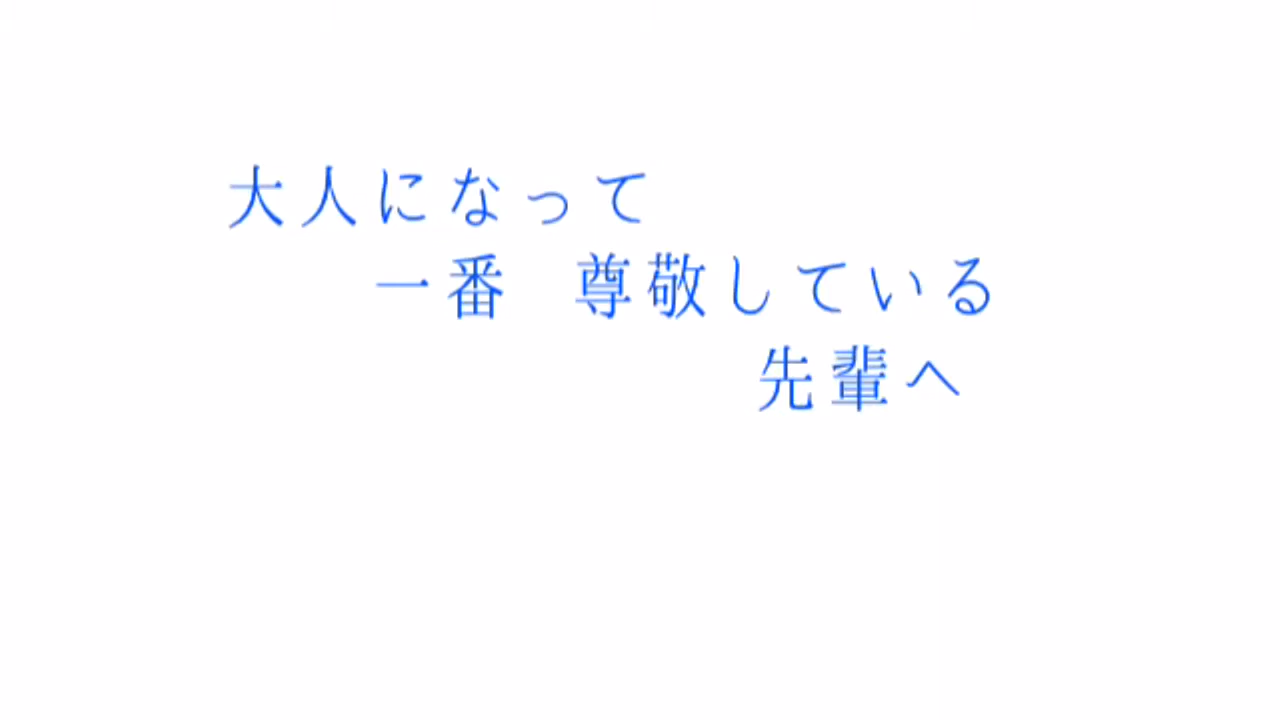 大人になって
一番 尊敬している
先輩へ